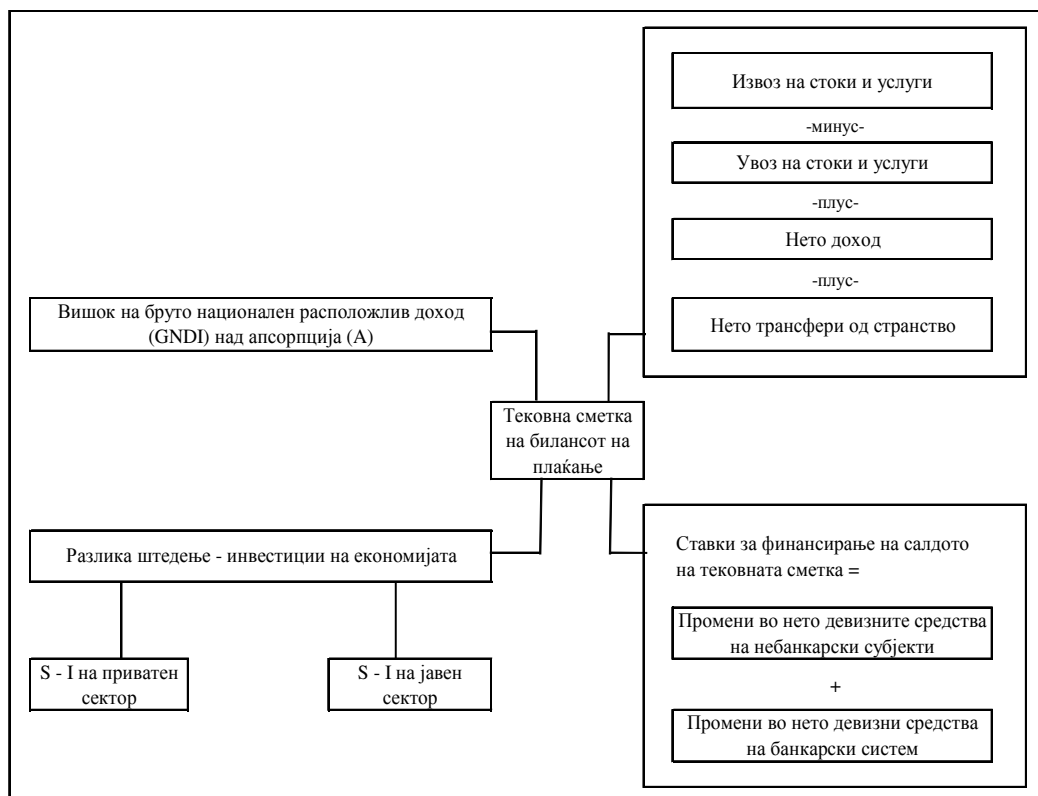 Извоз на стоки и услуги
-минус-
Увоз на стоки и услуги
-плус-
Нето доход
-плус-
Нето трансфери од странство
Вишок на бруто национален расположлив доход
(GNDI) над апсорпција (А)
Тековна сметка
на билансот на
плаќање
Разлика штедење - инвестиции на економијата
S - I на приватен
сектор
S - I на јавен
сектор
Ставки за финансирање на салдото
на тековната сметка =
Промени во нето девизните средства
на небанкарски субјекти
+
Промени во нето девизни средства
на банкарски систем